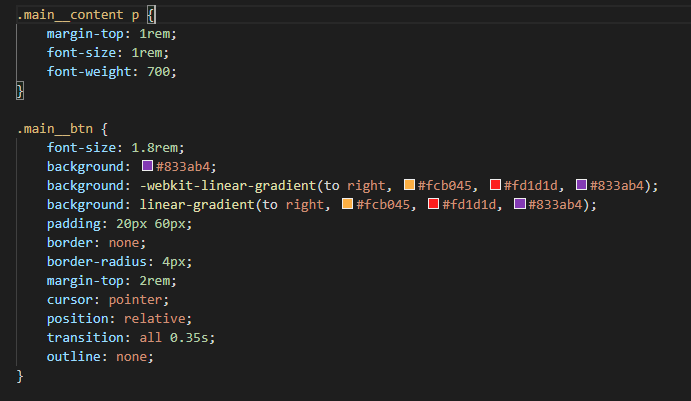 .main__content p {
    margin-top: 1rem;
    font-size: 1rem;
    font-weight: 700;
}

.main__btn {
    font-size: 1.8rem;
    background: #833ab4;
    background: -webkit-linear-gradient(to right, #fcb045, #fd1d1d, #833ab4);
    background: linear-gradient(to right, #fcb045, #fd1d1d, #833ab4);
    padding: 20px 60px;
    border: none;
    border-radius: 4px;
    margin-top: 2rem;
    cursor: pointer;
    position: relative;
    transition: all 0.35s;
    outline: none;
}